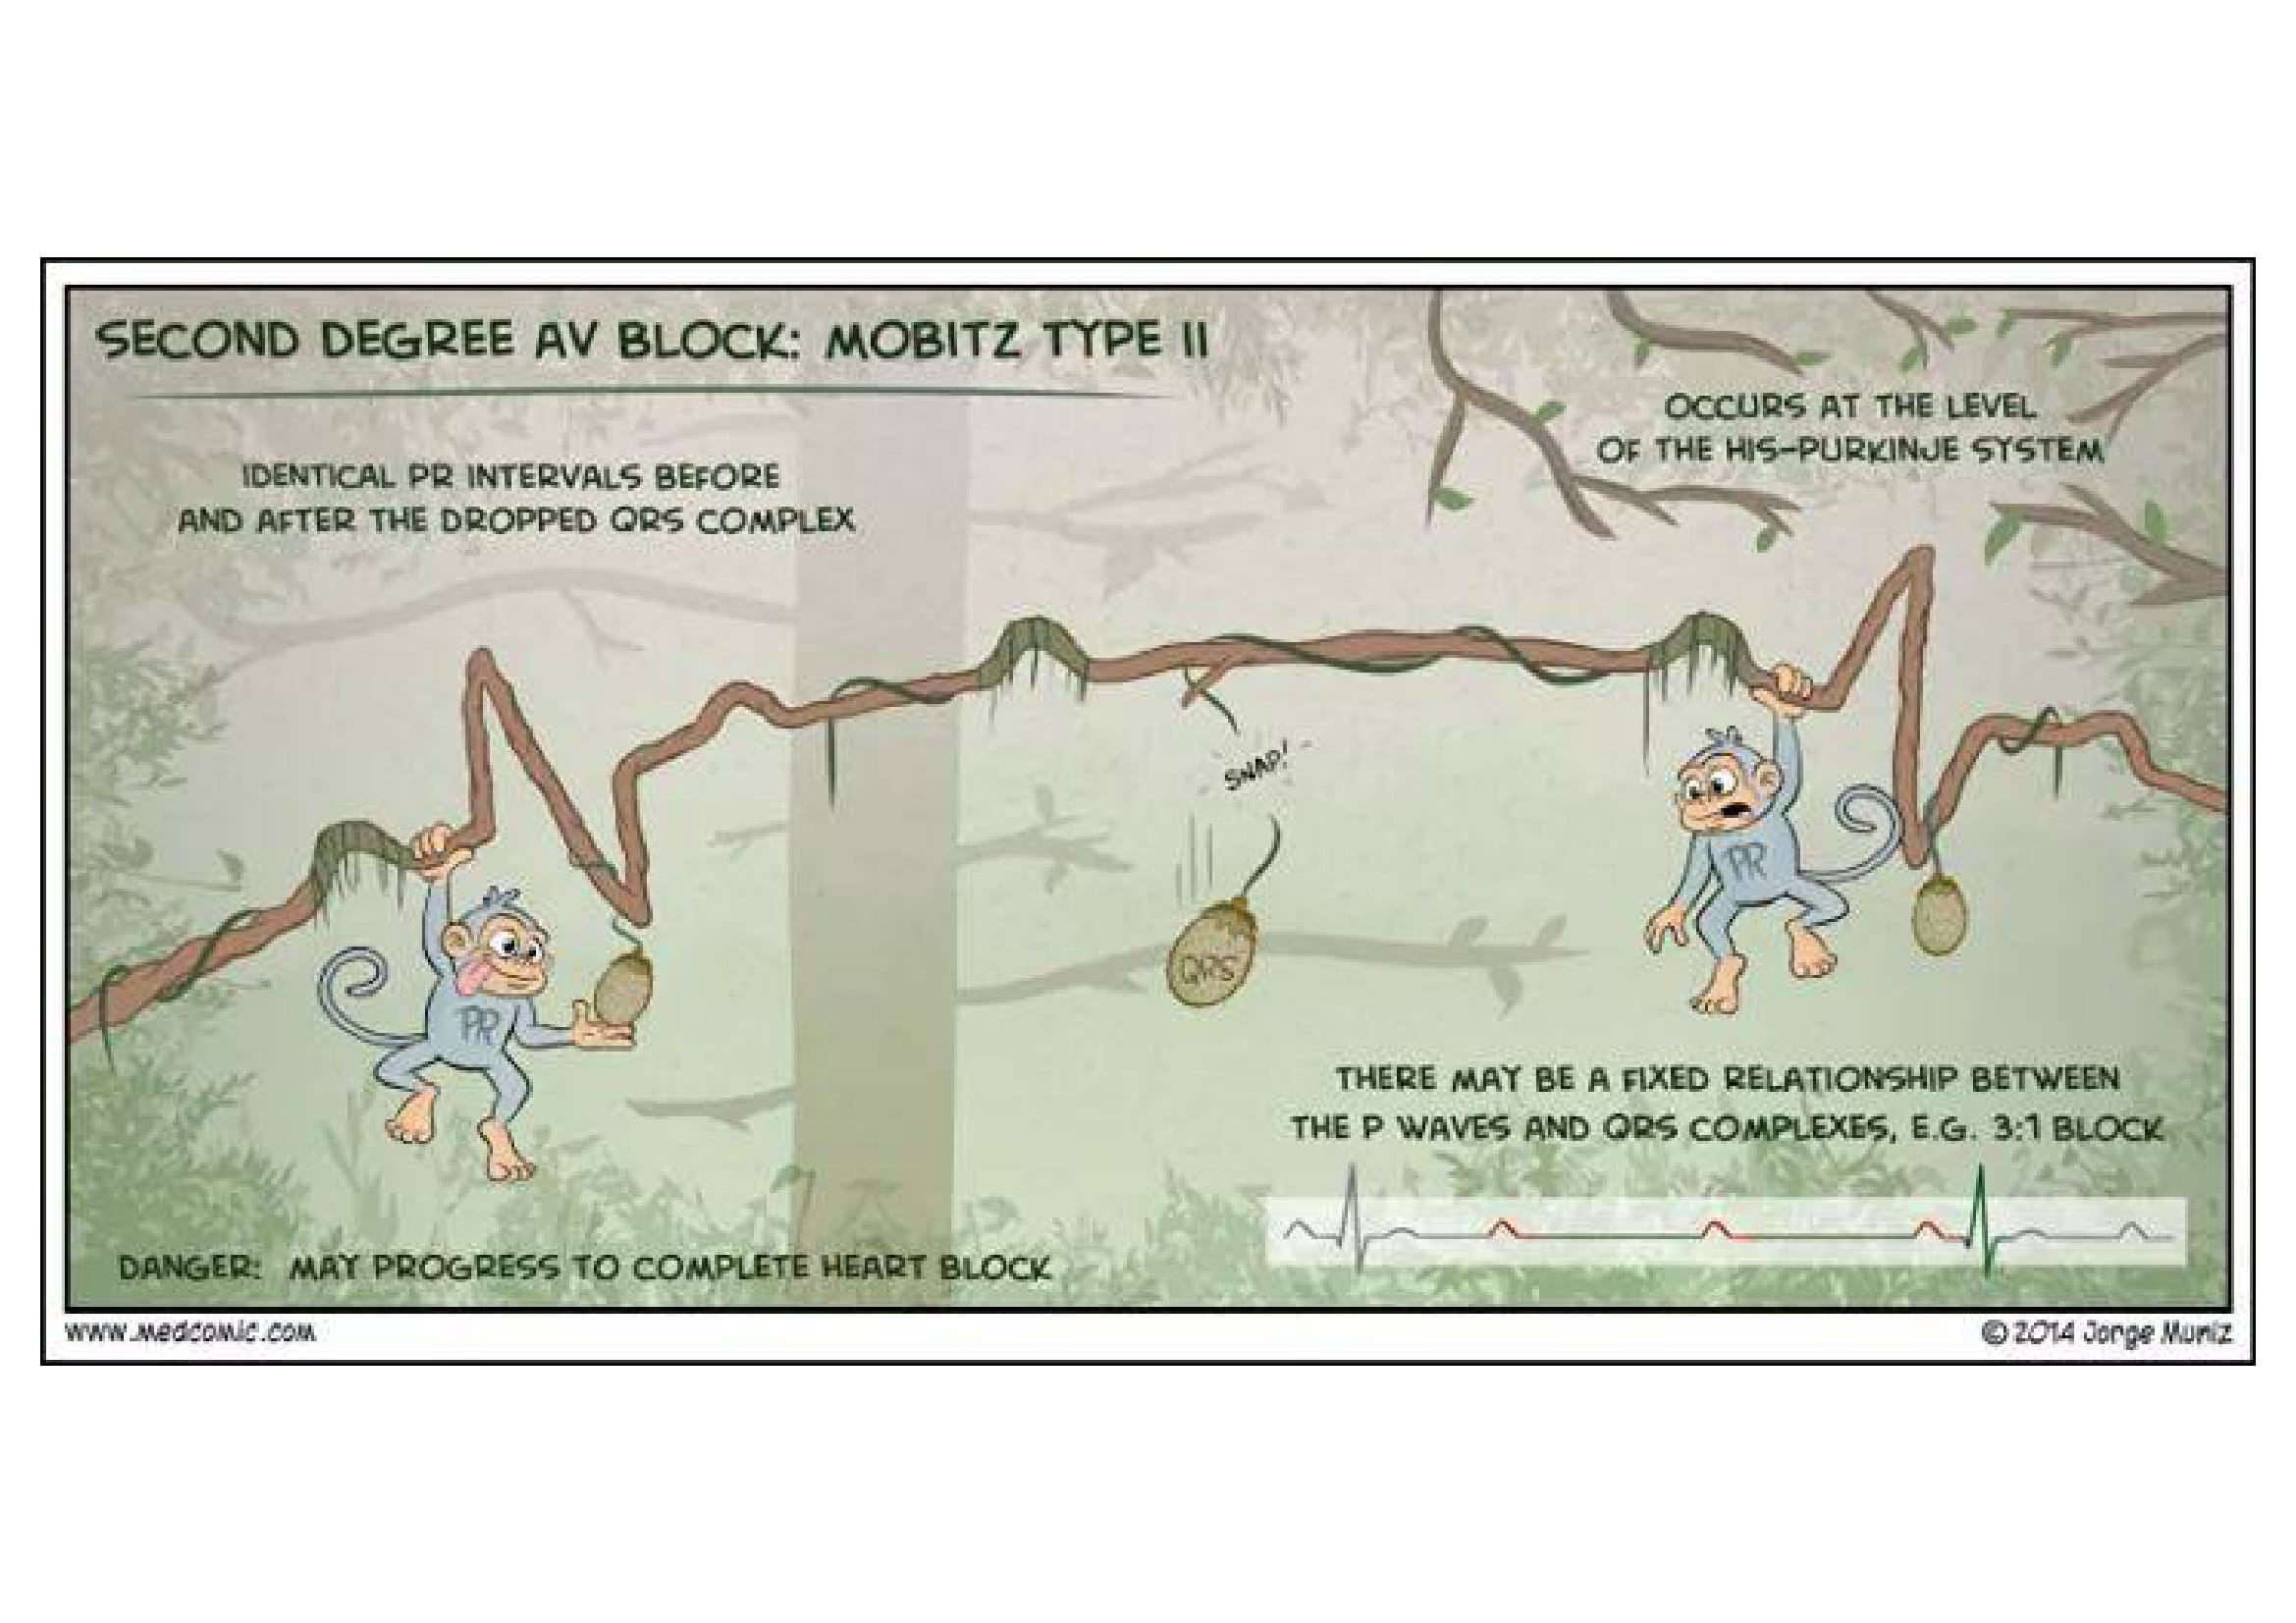 SECOND DEGREE AV BLOCK: MOBITZ TYPE II
OCCURS AT THE LEVEL
OF THE HIS-PURKINJE SYSTEM
IDENTICAL PR INTERVALS BEFORE
AND AFTER THE DROPPED QRS COMPLEX
SNAP!
PR
QRS
PR
THERE MAY BE A FIXED RELATIONSHIP BETWEEN
THE P WAVES AND QRS COMPLEXES, E.G. 3:1 BLOCK
DANGER: MAY PROGRESS TO COMPLETE HEART BLOCK
www.medcomic.com
© 2014 Jorge Muniz